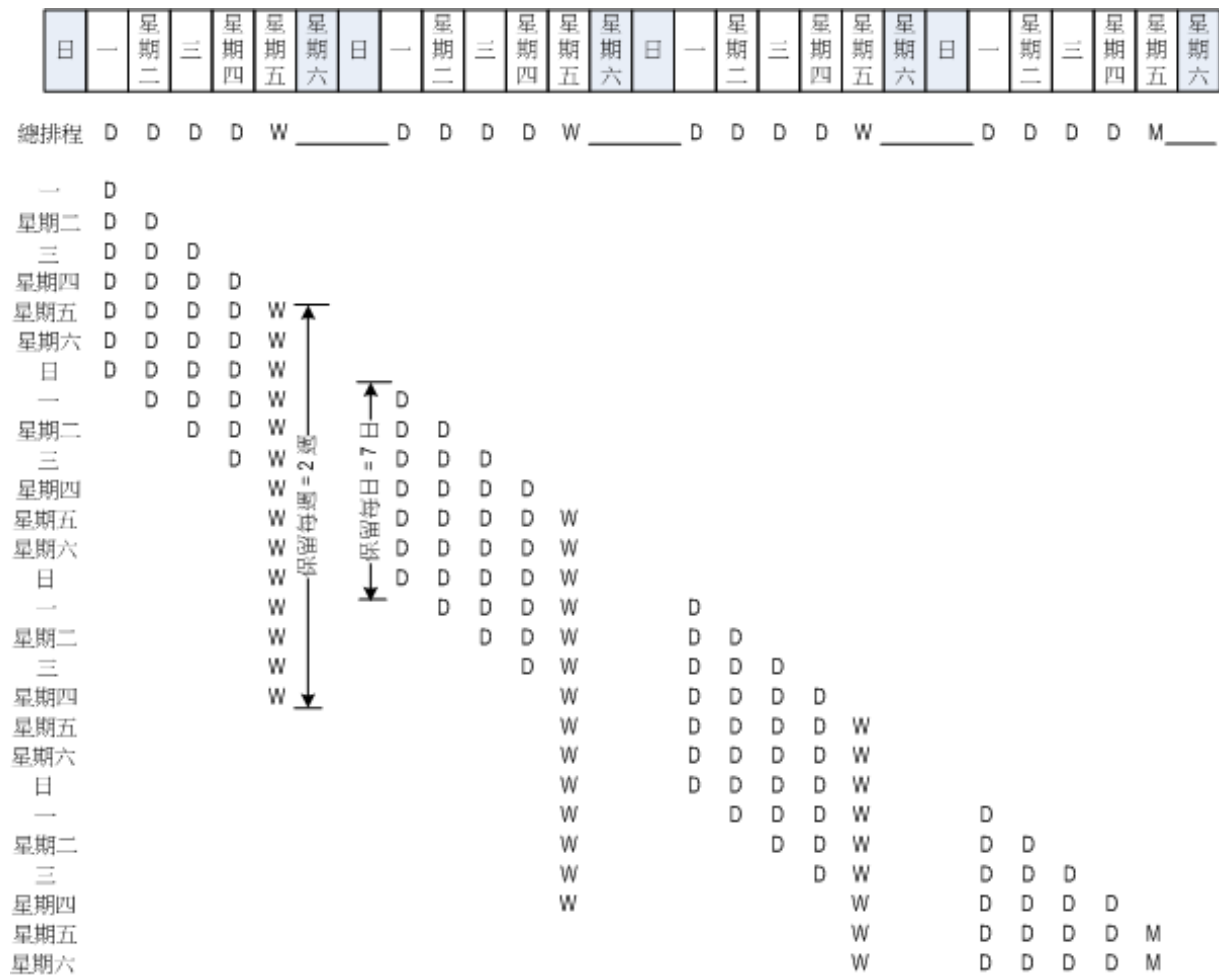 日 一 星期二 三 星期四 星期五 星期六 日 一 星期二 三 星期四 星期五 星期六 日 一 星期二 三 星期四 星期五 星期六 日 一 星期二 三 星期四 星期五 星期六
總排程 D D D D W D D D D W D D D D W D D D D M
一 D
星期二 D D
三 D D D
星期四 D D D D
星期五 D D D D W
星期六 D D D D W
日 D D D D W
一 D D D W D
星期二 D D W D D
三 D W D D D
星期四 W D D D D
星期五 W D D D D W
星期六 W D D D D W
日 W D D D D W
一 W D D D W D
星期二 W D D W D D
三 W D W D D D
星期四 W W D D D D
星期五 W D D D D W
星期六 W D D D D W
日 W D D D D W
一 W D D D W D
星期二 W D D W D D
三 W D W D D D
星期四 W W D D D D
星期五 W D D D D M
星期六 W D D D D M
保留每週 = 2 週
保留每日 = 7 日